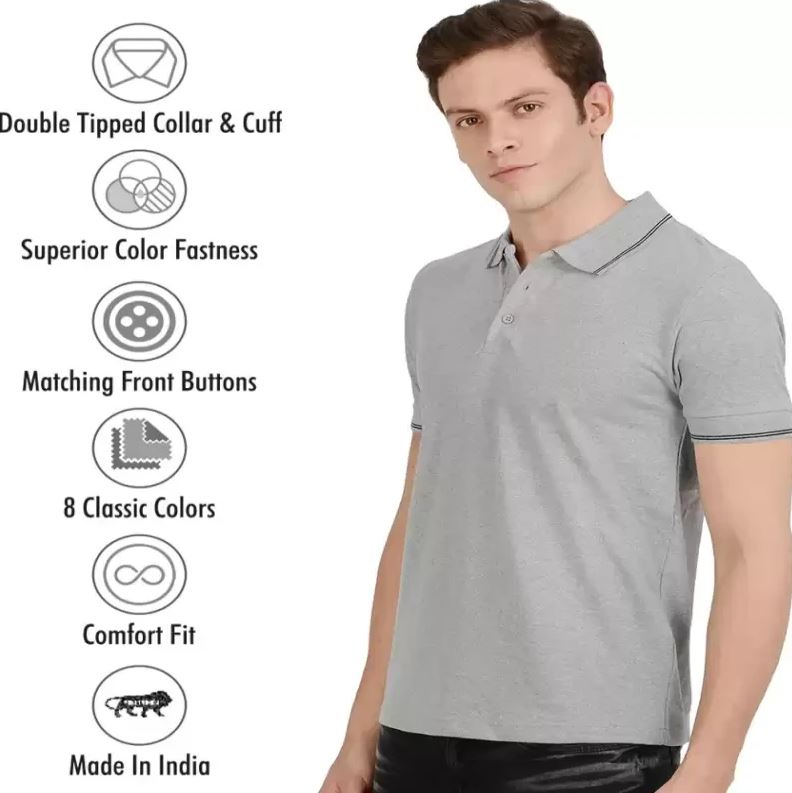 Double Tipped Collar & Cuff
Superior Color Fastness
Matching Front Buttons
8 Classic Colors
Comfort Fit
Made In India